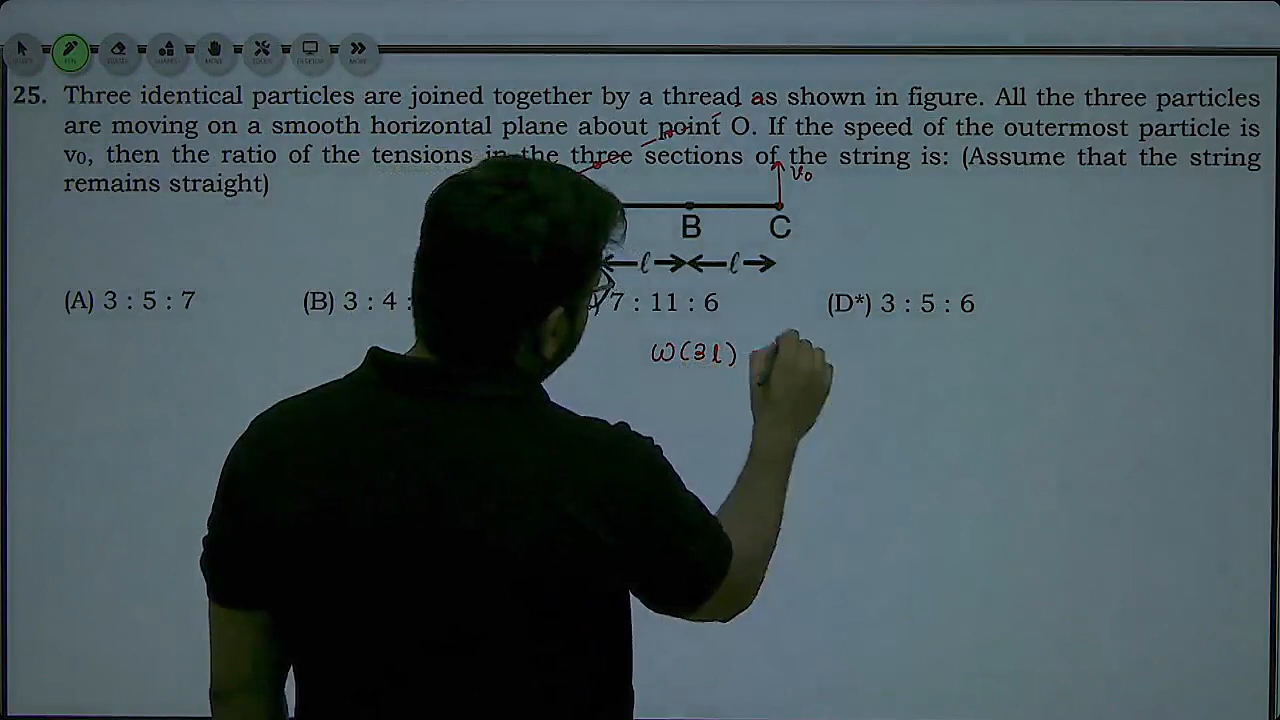 25. Three identical particles are joined together by a thread as shown in figure. All the three particles
are moving on a smooth horizontal plane about point O. If the speed of the outermost particle is
v₀, then the ratio of the tensions in the three sections of the string is: (Assume that the string
remains straight)
v₀
B C
ℓ ℓ
(A) 3 : 5 : 7 (B) 3 : 4 : 7 : 11 : 6 (D*) 3 : 5 : 6
ω(3l)